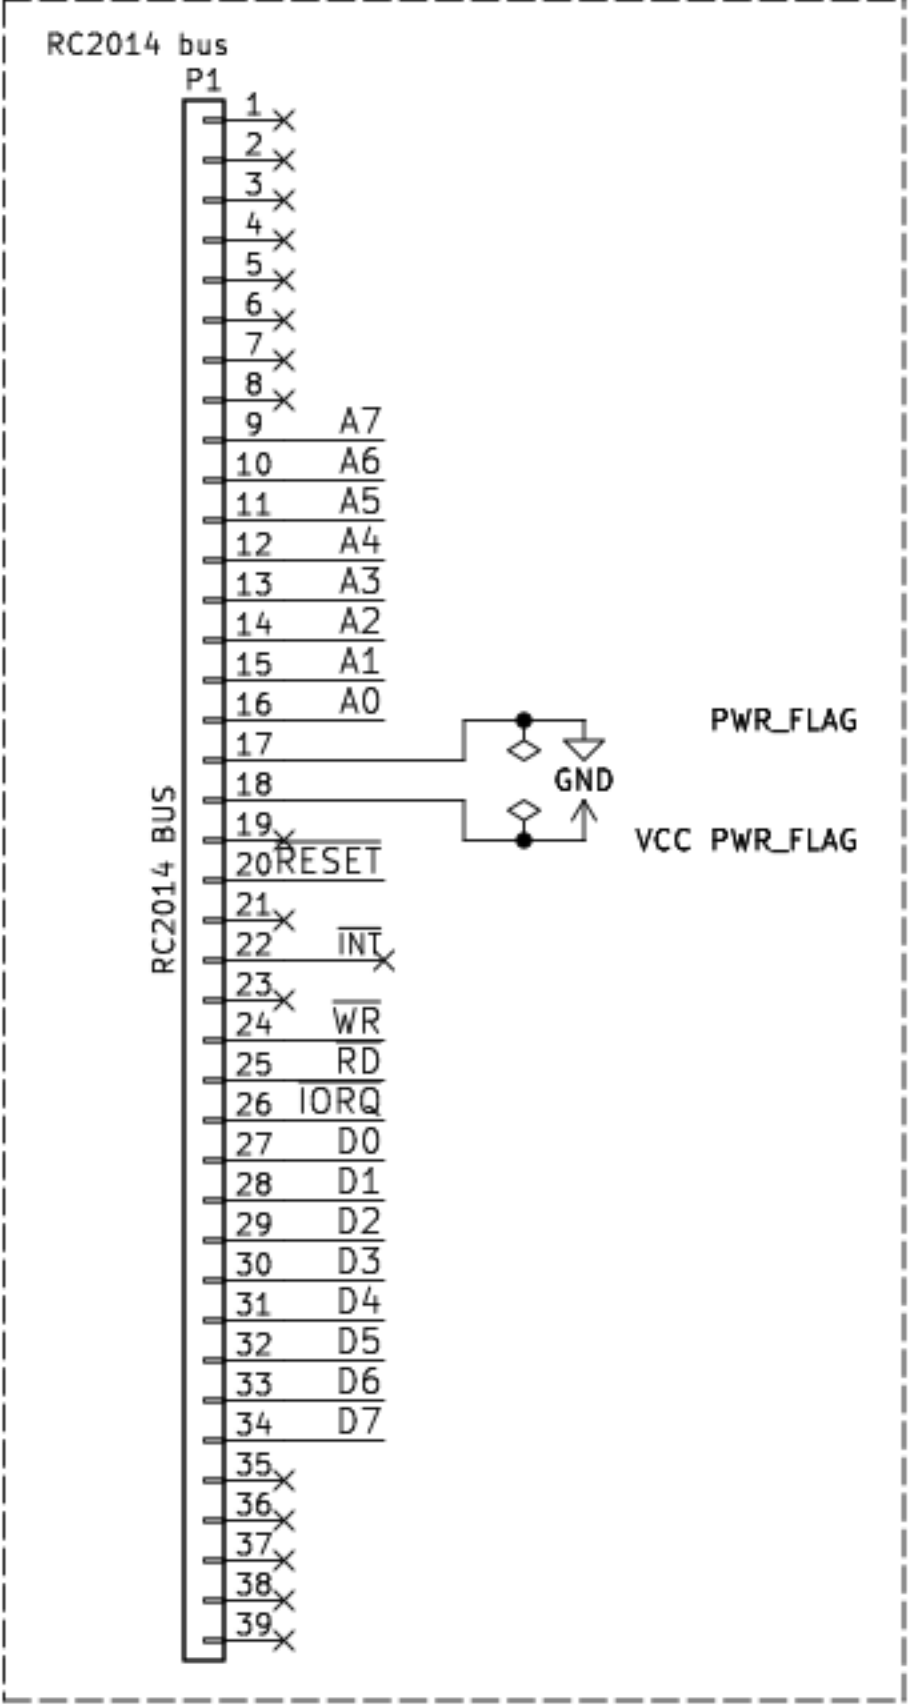 RC2014 bus
P1
1
2
3
4
5
6
7
8
9 A7
10 A6
11 A5
12 A4
13 A3
14 A2
15 A1
16 A0
PWR_FLAG
17
GND
18
VCC PWR_FLAG
19
20 RESET
21
22 INT
23
24 WR
25 RD
26 IORQ
27 D0
28 D1
29 D2
30 D3
31 D4
32 D5
33 D6
34 D7
35
36
37
38
39
RC2014 BUS